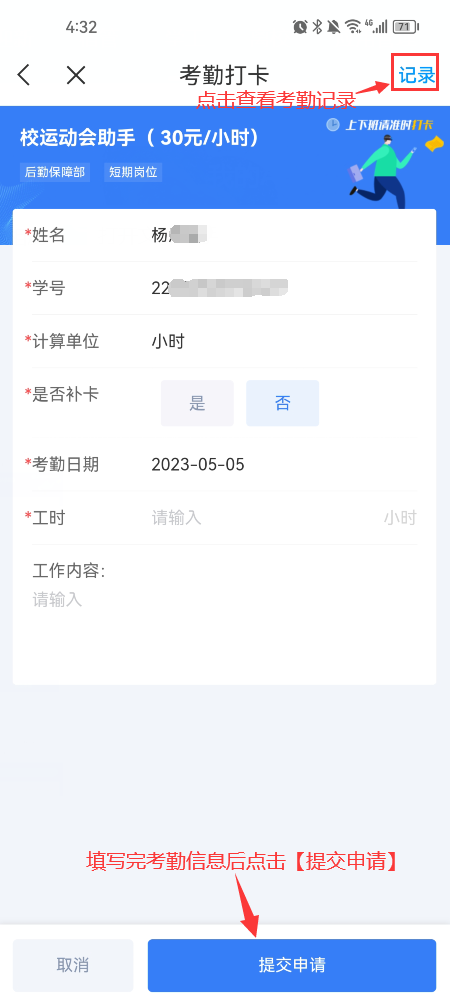 4:32
4G
71
考勤打卡
记录
点击查看考勤记录
校运动会助手（ 30元/小时）
上下班请准时打卡
后勤保障部 短期岗位
*姓名 杨
*学号 22
*计算单位 小时
*是否补卡 是 否
*考勤日期 2023-05-05
*工时 请输入 小时
工作内容:
请输入
填写完考勤信息后点击【提交申请】
取消 提交申请